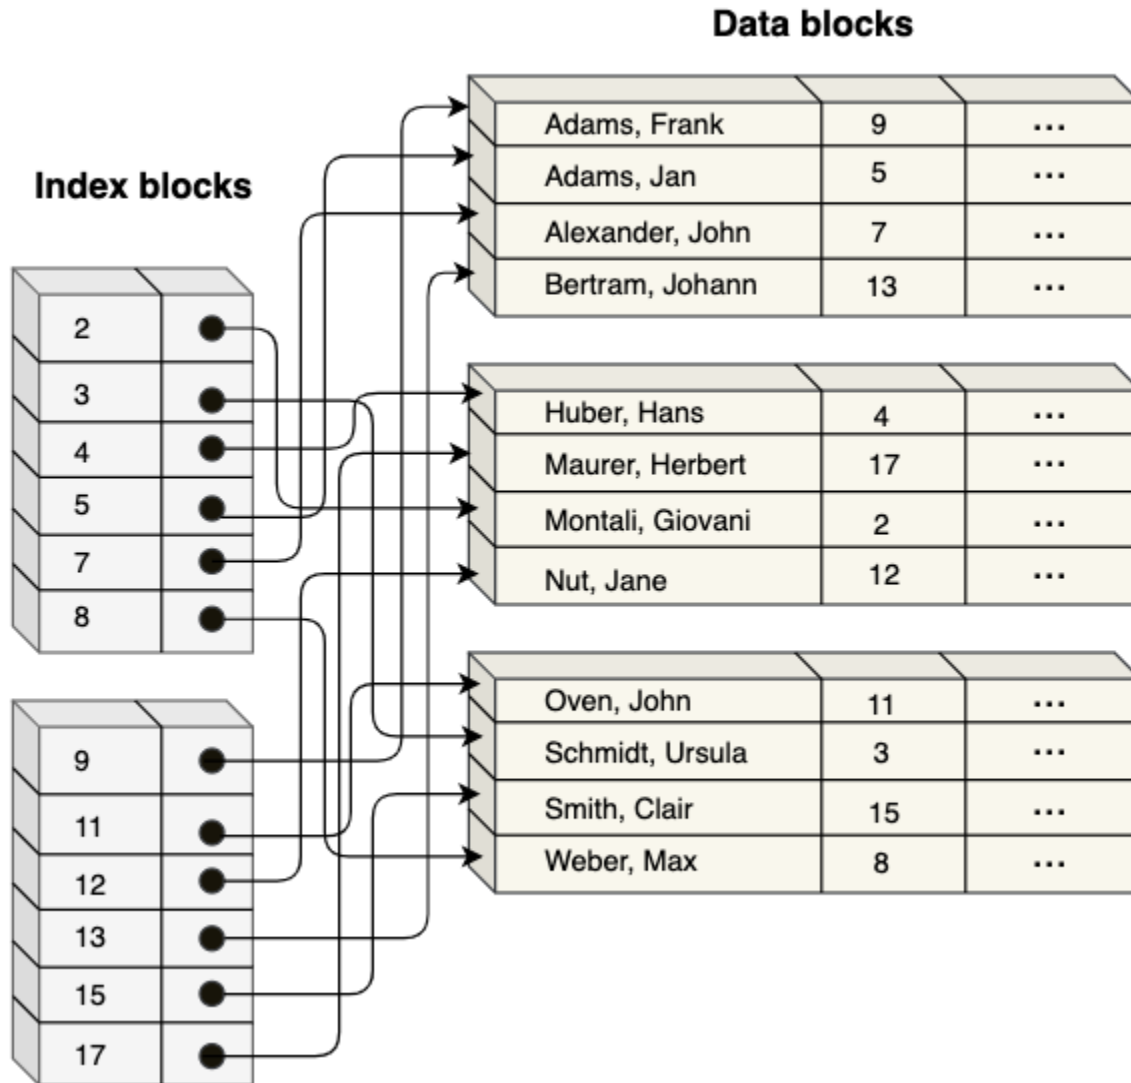 Data blocks
Adams, Frank 9 ...
Adams, Jan 5 ...
Alexander, John 7 ...
Bertram, Johann 13 ...
Huber, Hans 4 ...
Maurer, Herbert 17 ...
Montali, Giovani 2 ...
Nut, Jane 12 ...
Oven, John 11 ...
Schmidt, Ursula 3 ...
Smith, Clair 15 ...
Weber, Max 8 ...
Index blocks
2
3
4
5
7
8
9
11
12
13
15
17